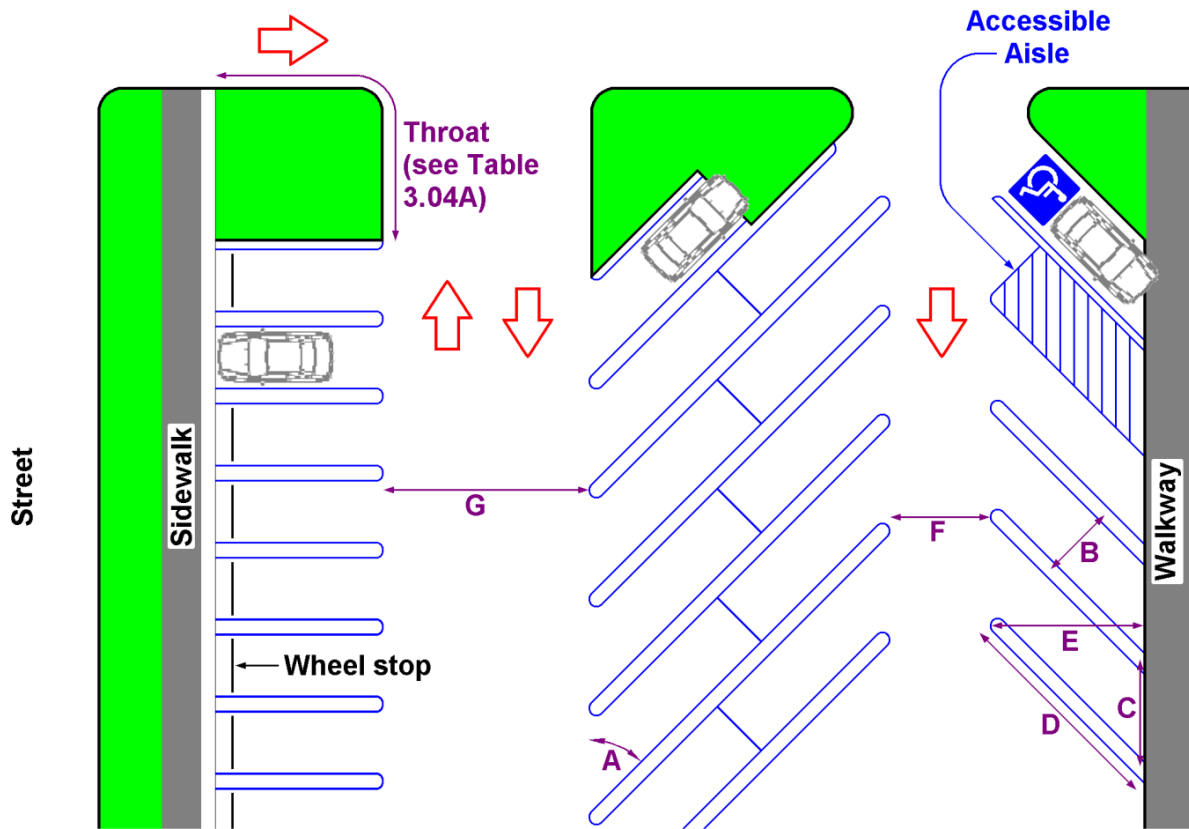 Accessible
Aisle
Throat
(see Table
3.04A)
Street
Sidewalk
G
F
B
Walkway
E
Wheel stop
C
D
A